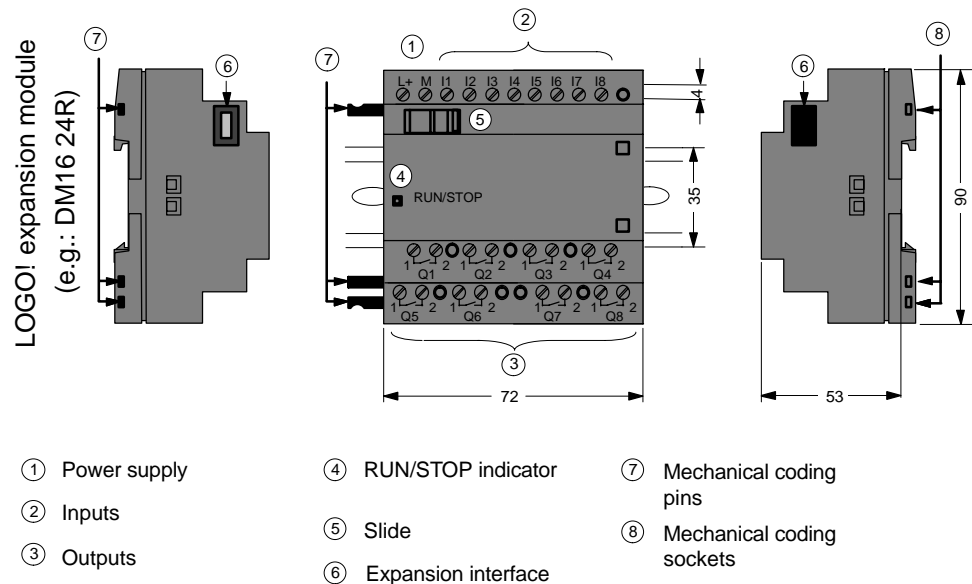 LOGO! expansion module
(e.g.: DM16 24R)
7 6 7 1 2 6 8
L+ M I1 I2 I3 I4 I5 I6 I7 I8
4
5
4
RUN/STOP
35
90
1 2 1 2 1 2 1 2
Q1 Q2 Q3 Q4
1 2 1 2 1 2 1 2
Q5 Q6 Q7 Q8
3
72
53
1 Power supply
2 Inputs
3 Outputs
4 RUN/STOP indicator
5 Slide
6 Expansion interface
7 Mechanical coding
pins
8 Mechanical coding
sockets